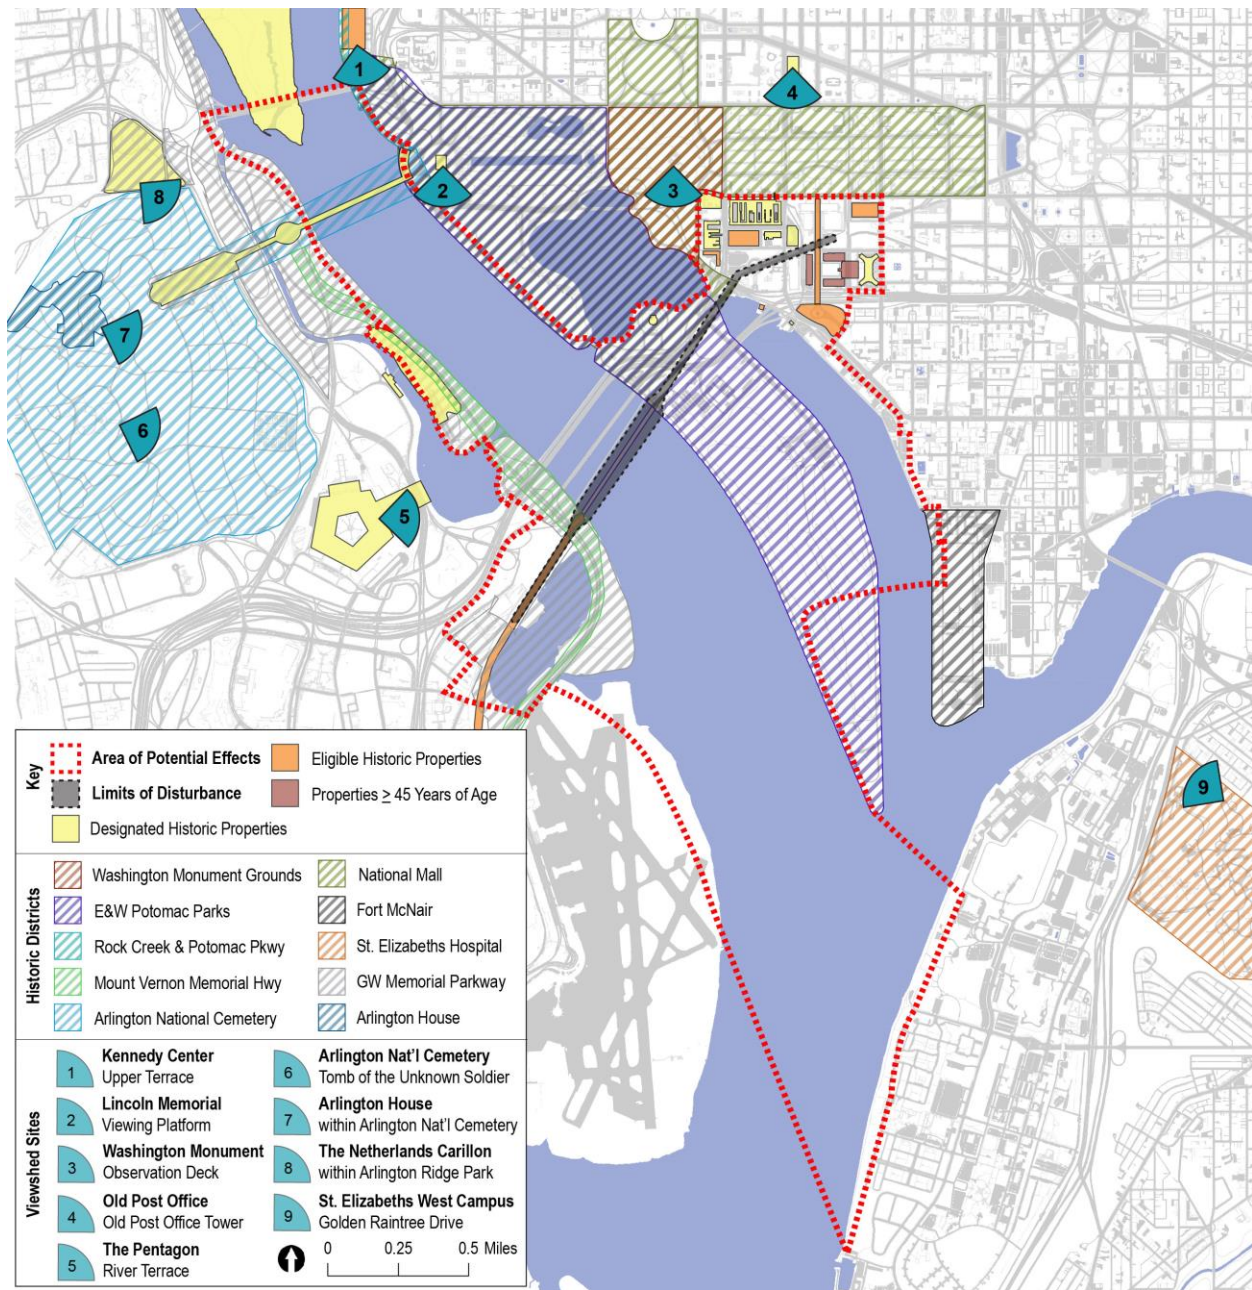 1
4
2
3
8
7
6
5
9
Key
Area of Potential Effects
Eligible Historic Properties
Limits of Disturbance
Properties ≥ 45 Years of Age
Designated Historic Properties
Historic Districts
Washington Monument Grounds
National Mall
E&W Potomac Parks
Fort McNair
Rock Creek & Potomac Pkwy
St. Elizabeths Hospital
Mount Vernon Memorial Hwy
GW Memorial Parkway
Arlington National Cemetery
Arlington House
Viewshed Sites
1
Kennedy Center
Upper Terrace
2
Lincoln Memorial
Viewing Platform
3
Washington Monument
Observation Deck
4
Old Post Office
Old Post Office Tower
5
The Pentagon
River Terrace
6
Arlington Nat'l Cemetery
Tomb of the Unknown Soldier
7
Arlington House
within Arlington Nat'l Cemetery
8
The Netherlands Carillon
within Arlington Ridge Park
9
St. Elizabeths West Campus
Golden Raintree Drive
0 0.25 0.5 Miles